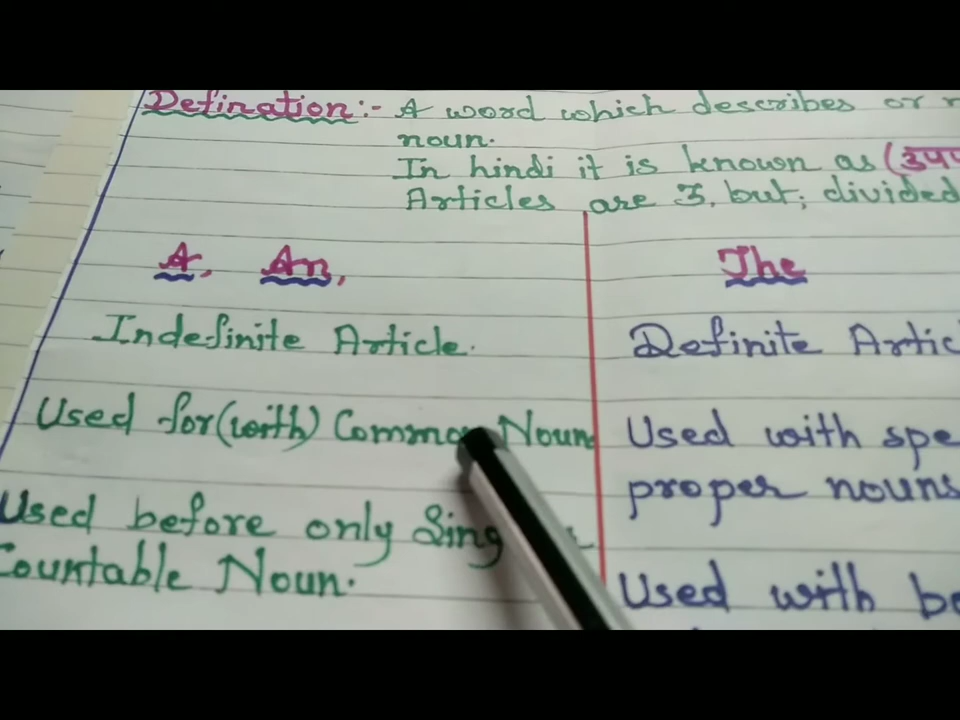 Defination:- A word which describes or
noun.
In hindi it is known as (उपप
Articles are 3, but; divided
A, An,
Indefinite Article.
Used for(with) Common Noun
Used before only
Countable Noun.
The
Definite Artic
Used with spe
proper nouns
Used with be